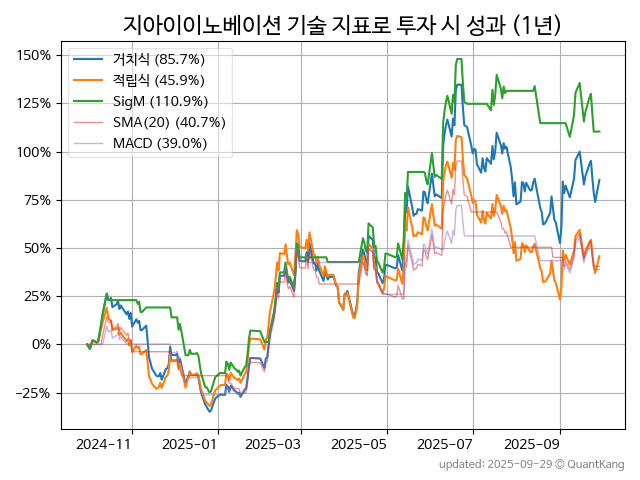 지아이이노베이션 기술 지표로 투자 시 성과 (1년)
거치식 (85.7%)
적립식 (45.9%)
SigM (110.9%)
SMA(20) (40.7%)
MACD (39.0%)
150%
125%
100%
75%
50%
25%
0%
−25%
2024-11 2025-01 2025-03 2025-05 2025-07 2025-09
updated: 2025-09-29 © QuantKang